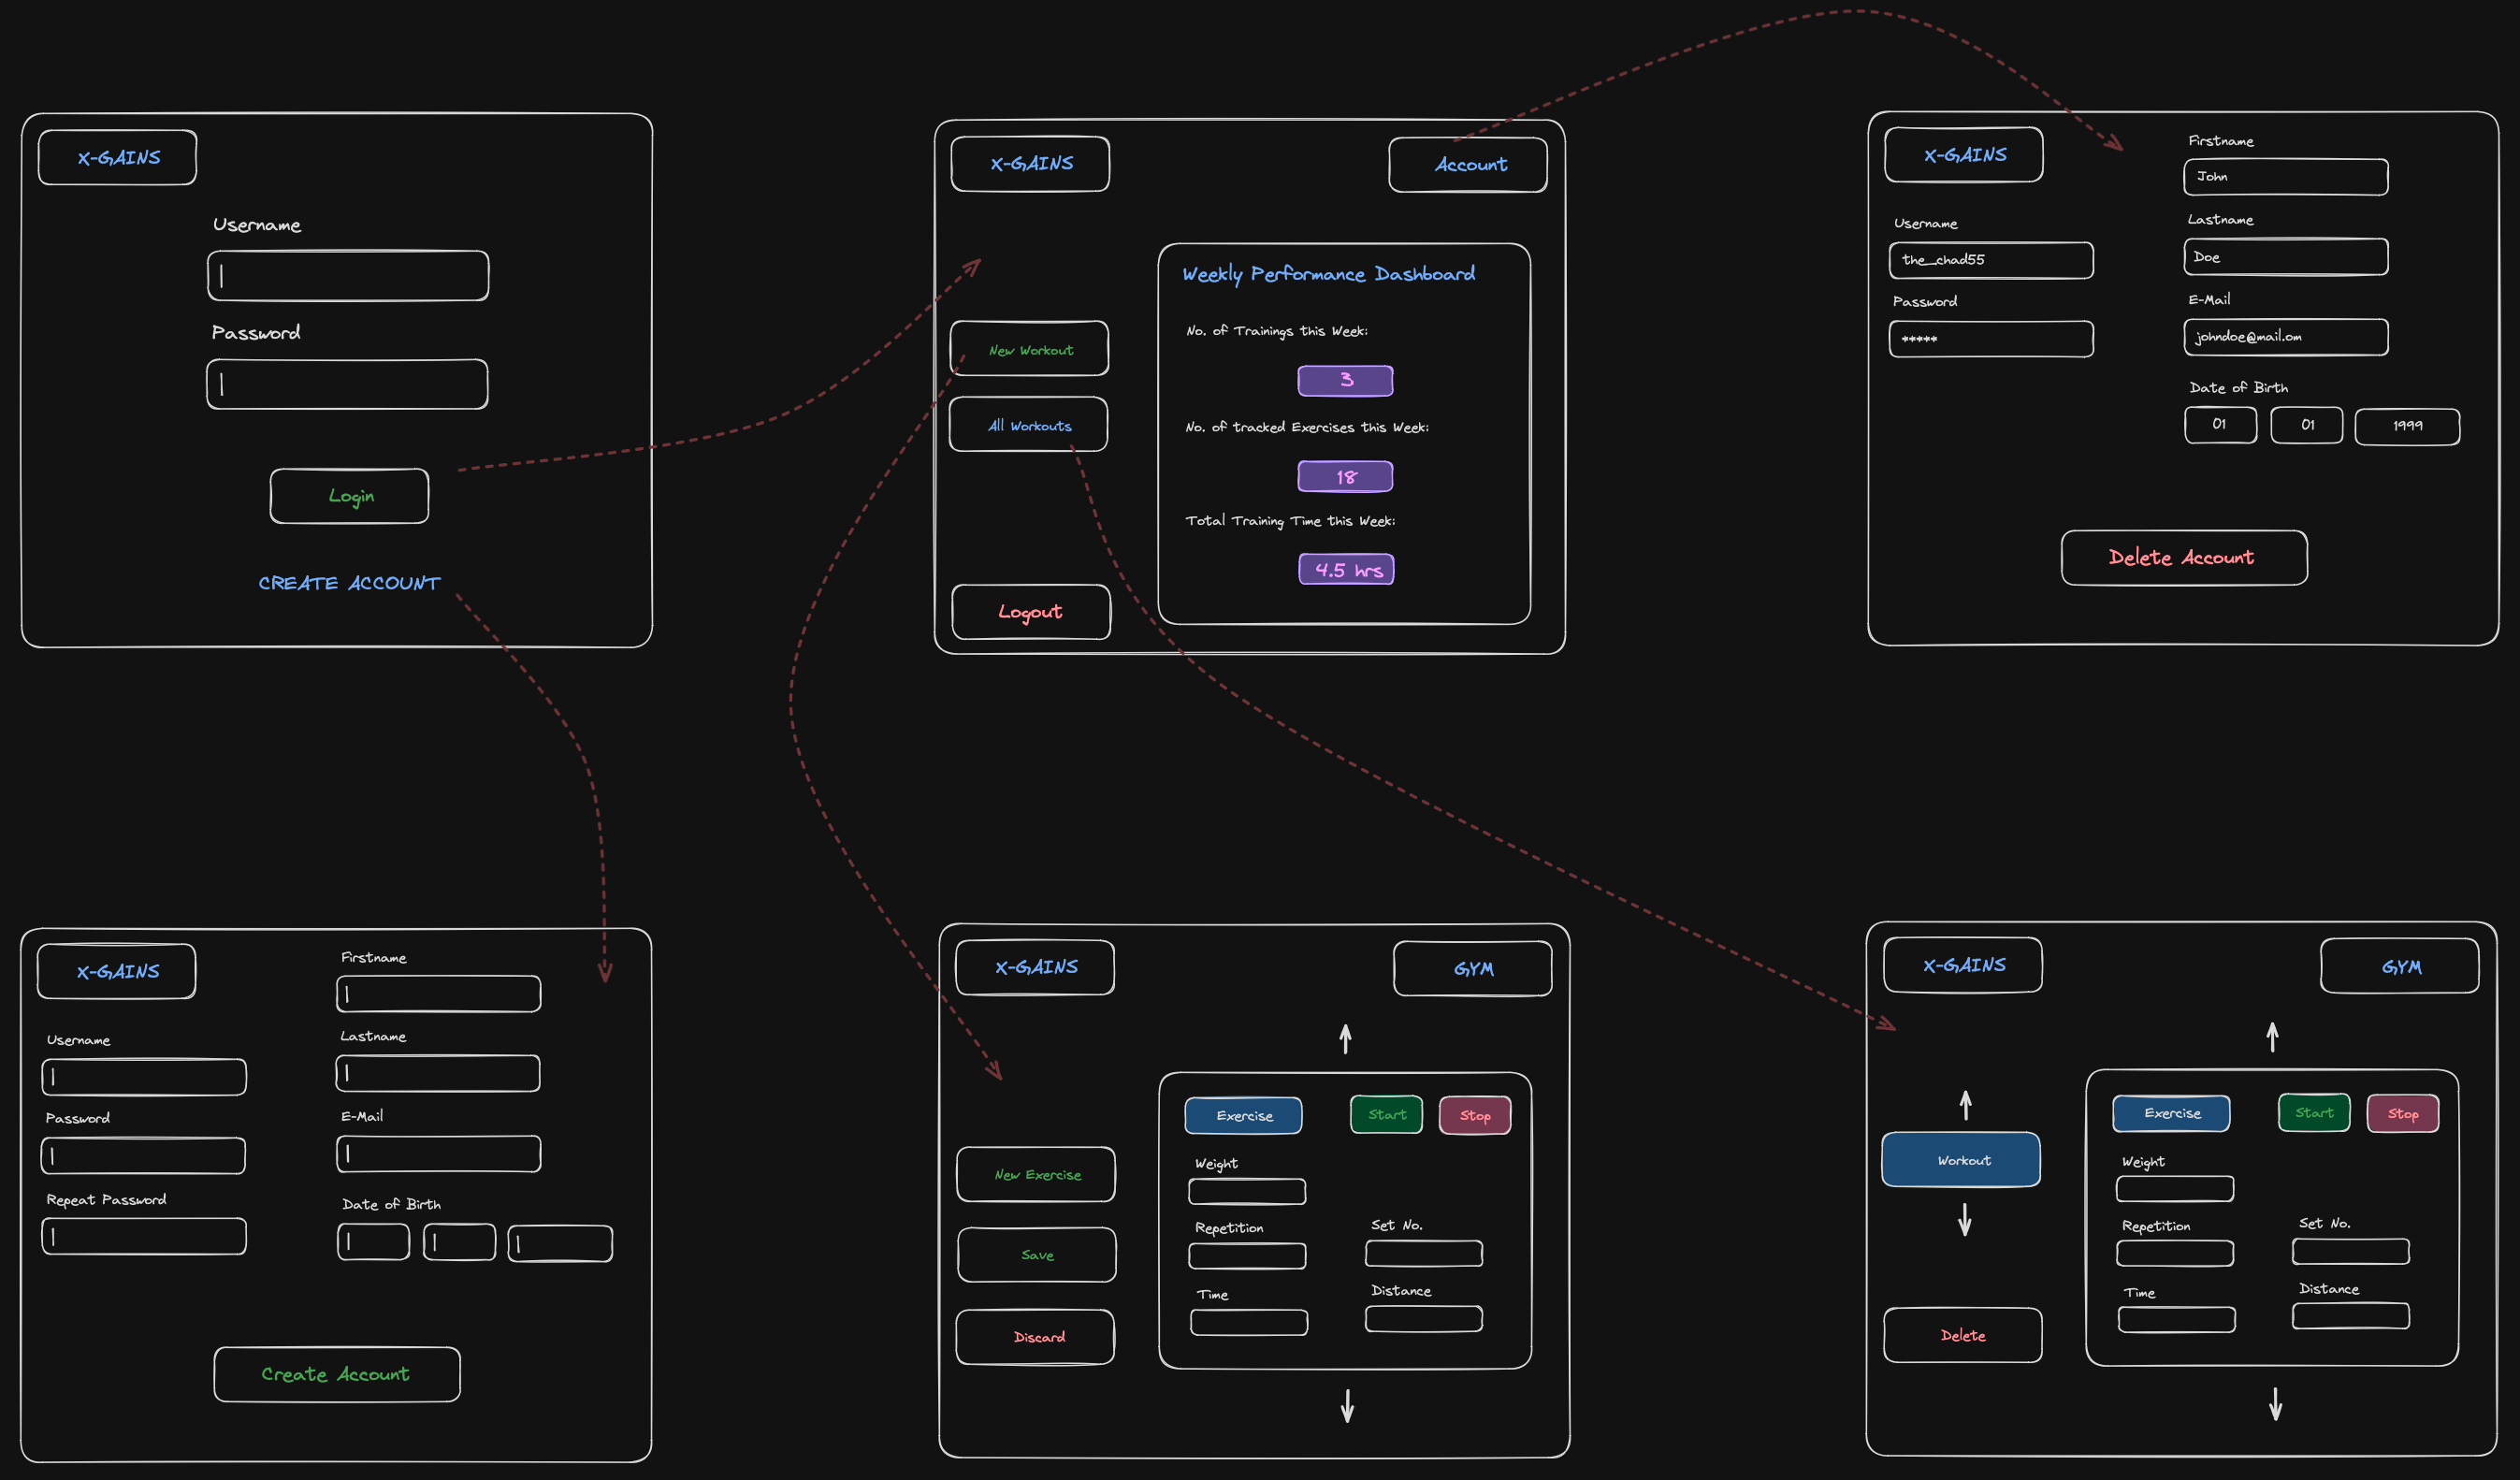 X-GAINS
Username
Password
Login
CREATE ACCOUNT
X-GAINS
Account
New Workout
All Workouts
Logout
Weekly Performance Dashboard
No. of Trainings this Week:
3
No. of tracked Exercises this Week:
18
Total Training Time this Week:
4.5 hrs
X-GAINS
Username
the_chad55
Password
*****
Firstname
John
Lastname
Doe
E-Mail
johndoe@mail.om
Date of Birth
01 01 1999
Delete Account
X-GAINS
Username
Password
Repeat Password
Firstname
Lastname
E-Mail
Date of Birth
Create Account
X-GAINS
GYM
New Exercise
Save
Discard
Exercise Start Stop
Weight
Repetition Set No.
Time Distance
X-GAINS
GYM
Workout
Delete
Exercise Start Stop
Weight
Repetition Set No.
Time Distance